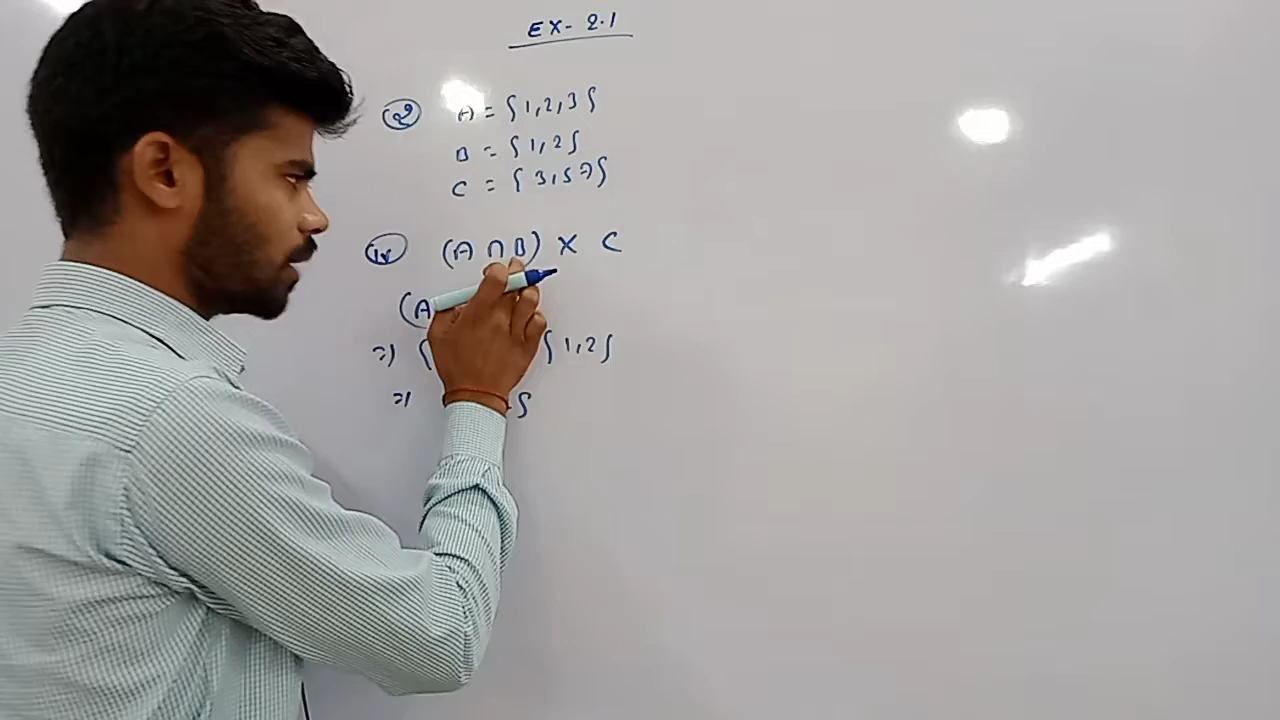 EX- 2.1
(2) A = {1,2,3}
B = {1,2}
C = {3,5 7}
(iv) (A ∩ B) × C
(A
=) { {1,2}
=) }